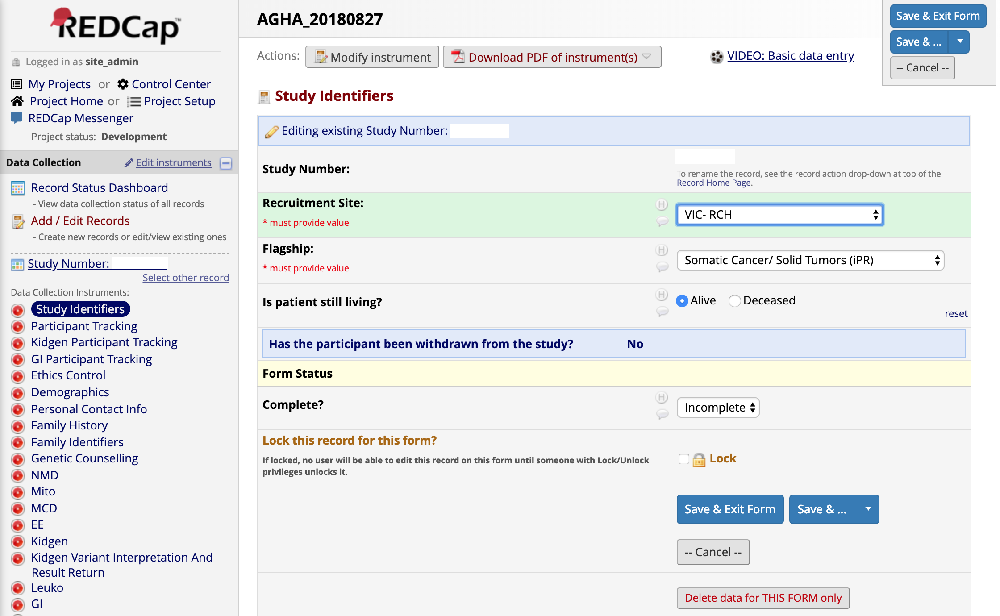 REDCap™
Logged in as site_admin
My Projects or Control Center
Project Home or Project Setup
REDCap Messenger
Project status: Development
Data Collection Edit instruments
Record Status Dashboard
- View data collection status of all records
Add / Edit Records
- Create new records or edit/view existing ones
Study Number:
Select other record
Data Collection Instruments:
Study Identifiers
Participant Tracking
Kidgen Participant Tracking
GI Participant Tracking
Ethics Control
Demographics
Personal Contact Info
Family History
Family Identifiers
Genetic Counselling
NMD
Mito
MCD
EE
Kidgen
Kidgen Variant Interpretation And
Result Return
Leuko
GI
AGHA_20180827
Save & Exit Form
Save & ...
-- Cancel --
Actions: Modify instrument Download PDF of instrument(s) VIDEO: Basic data entry
Study Identifiers
Editing existing Study Number:
Study Number:
To rename the record, see the record action drop-down at top of the
Record Home Page.
Recruitment Site:
* must provide value
H
VIC- RCH
Flagship:
* must provide value
H
Somatic Cancer/ Solid Tumors (iPR)
Is patient still living?
H
Alive Deceased
reset
Has the participant been withdrawn from the study? No
Form Status
Complete?
H
Incomplete
Lock this record for this form?
If locked, no user will be able to edit this record on this form until someone with Lock/Unlock
privileges unlocks it.
Lock
Save & Exit Form Save & ...
-- Cancel --
Delete data for THIS FORM only